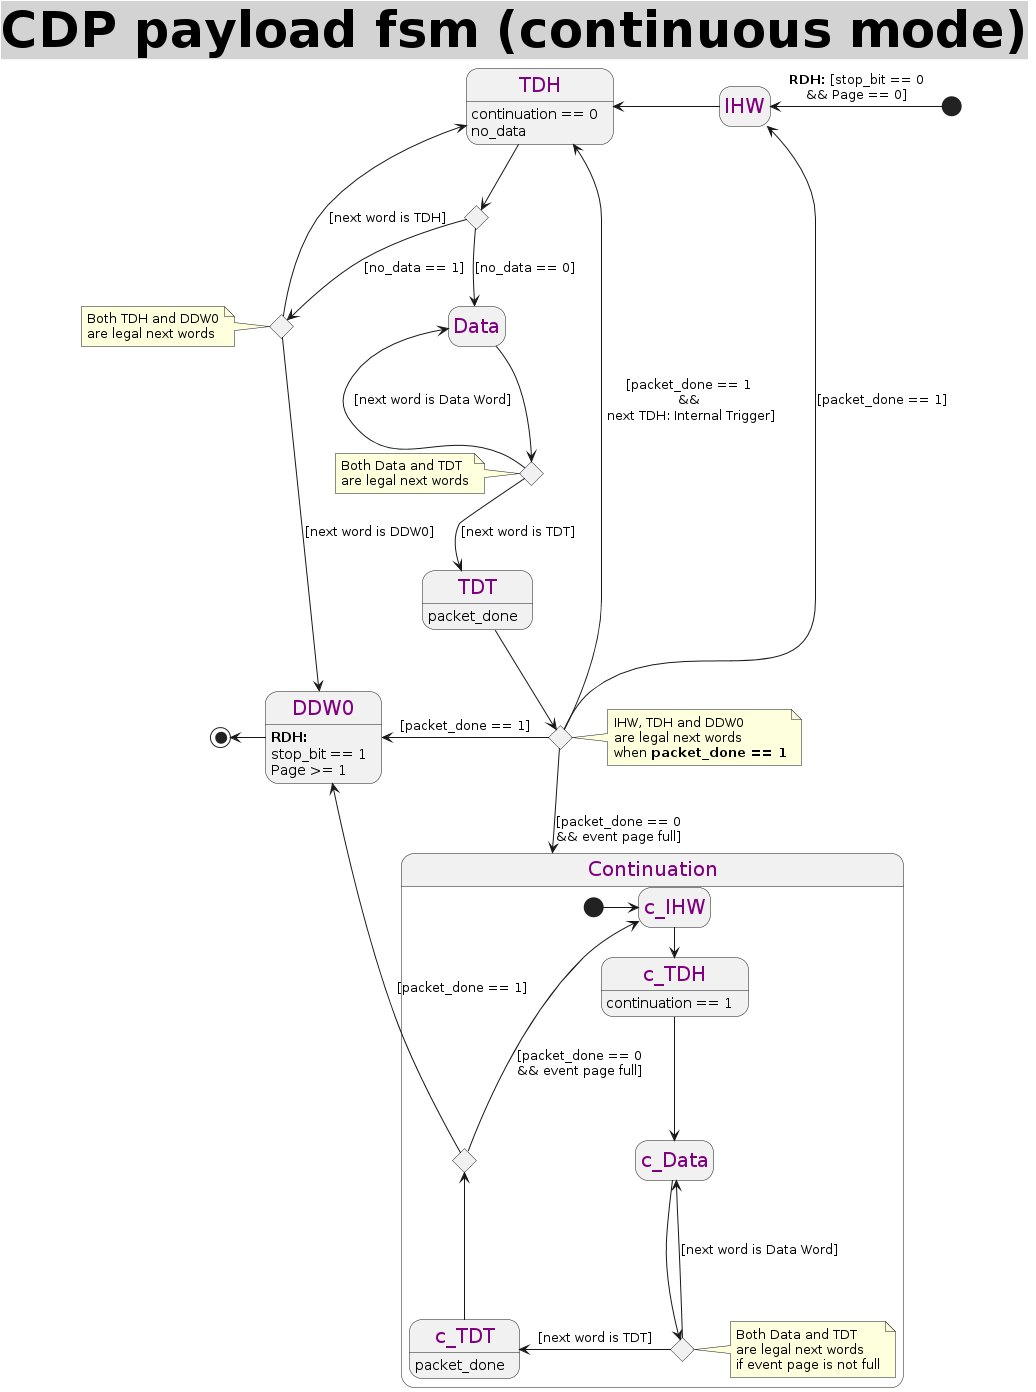 CDP payload fsm (continuous mode)
TDH
continuation == 0
no_data
IHW
RDH: [stop_bit == 0
&& Page == 0]
[next word is TDH]
[no_data == 1]
[no_data == 0]
Both TDH and DDW0
are legal next words
Data
[next word is Data Word]
[packet_done == 1
&&
next TDH: Internal Trigger]
[packet_done == 1]
Both Data and TDT
are legal next words
[next word is DDW0]
[next word is TDT]
TDT
packet_done
DDW0
RDH:
stop_bit == 1
Page >= 1
[packet_done == 1]
IHW, TDH and DDW0
are legal next words
when packet_done == 1
[packet_done == 0
&& event page full]
Continuation
c_IHW
c_TDH
continuation == 1
[packet_done == 1]
[packet_done == 0
&& event page full]
c_Data
[next word is Data Word]
c_TDT
packet_done
[next word is TDT]
Both Data and TDT
are legal next words
if event page is not full